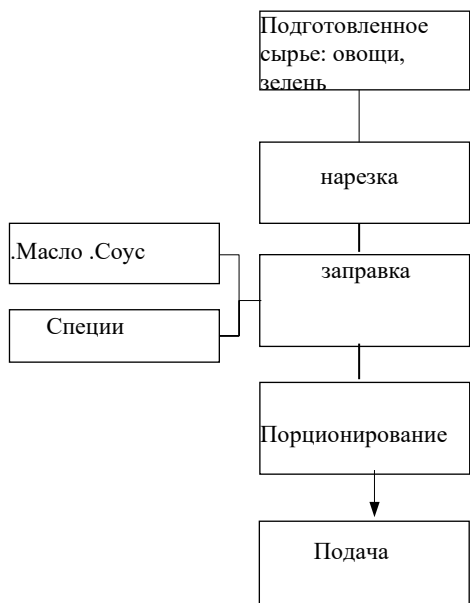 Подготовленное
сырье: овощи,
зелень
нарезка
.Масло .Соус
заправка
Специи
Порционирование
Подача